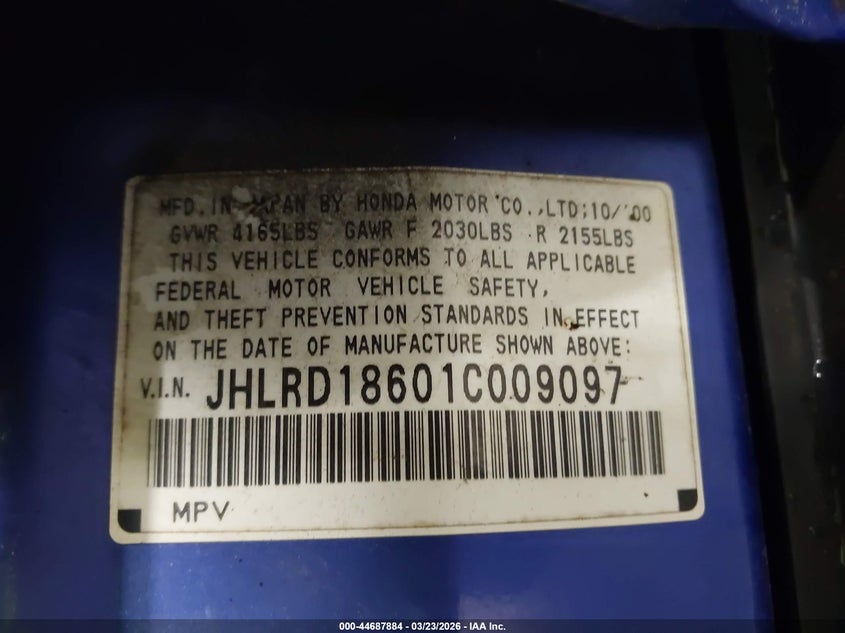 MFD. IN JAPAN BY HONDA MOTOR CO.,LTD;10/'00
GVWR 4165LBS GAWR F 2030LBS R 2155LBS
THIS VEHICLE CONFORMS TO ALL APPLICABLE
FEDERAL MOTOR VEHICLE SAFETY,
AND THEFT PREVENTION STANDARDS IN EFFECT
ON THE DATE OF MANUFACTURE SHOWN ABOVE:
V.I.N. JHLRD18601C009097
MPV
000-44687884 | 03/23/2026 - IAA Inc.